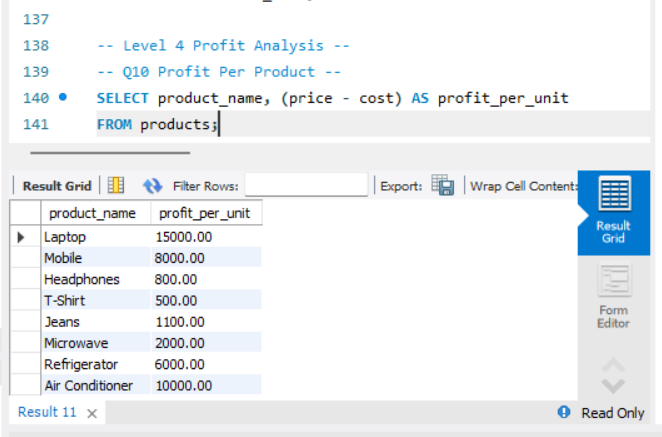 137
138 -- Level 4 Profit Analysis --
139 -- Q10 Profit Per Product --
140 SELECT product_name, (price - cost) AS profit_per_unit
141 FROM products;
Result Grid Filter Rows: Export: Wrap Cell Content:
product_name profit_per_unit
Laptop 15000.00
Mobile 8000.00
Headphones 800.00
T-Shirt 500.00
Jeans 1100.00
Microwave 2000.00
Refrigerator 6000.00
Air Conditioner 10000.00
Result
Grid
Form
Editor
Result 11 Read Only